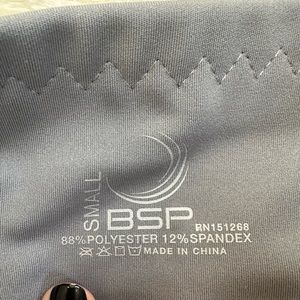 SMALL
BSP
RN151268
88%POLYESTER 12%SPANDEX
MADE IN CHINA